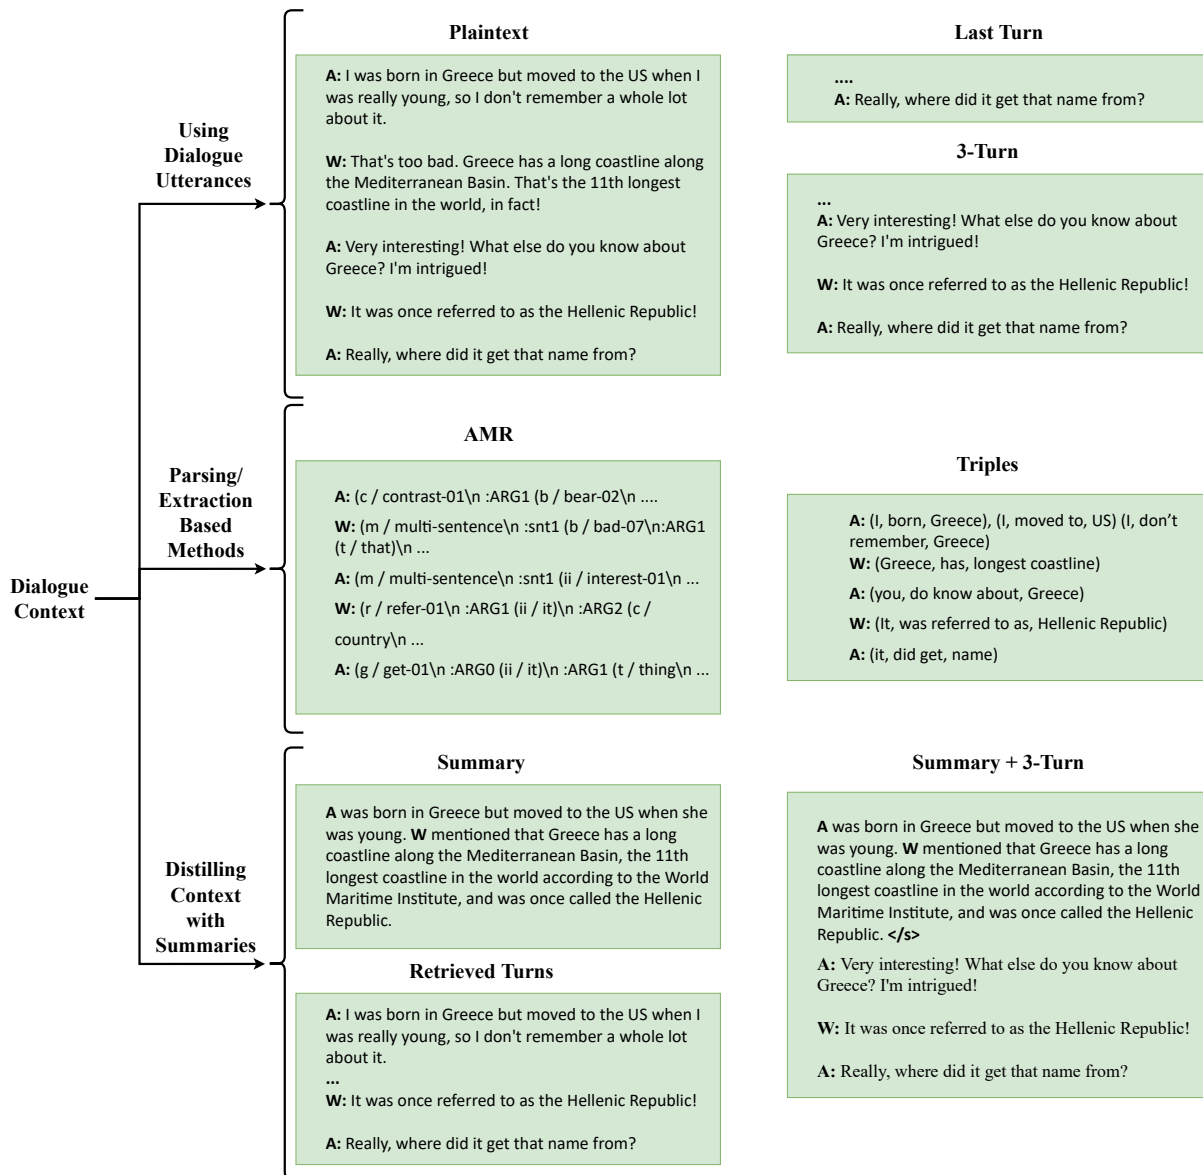 Dialogue
Context
Using
Dialogue
Utterances
Plaintext
A: I was born in Greece but moved to the US when I
was really young, so I don't remember a whole lot
about it.
W: That's too bad. Greece has a long coastline along
the Mediterranean Basin. That's the 11th longest
coastline in the world, in fact!
A: Very interesting! What else do you know about
Greece? I'm intrigued!
W: It was once referred to as the Hellenic Republic!
A: Really, where did it get that name from?
Last Turn
....
A: Really, where did it get that name from?
3-Turn
...
A: Very interesting! What else do you know about
Greece? I'm intrigued!
W: It was once referred to as the Hellenic Republic!
A: Really, where did it get that name from?
Parsing/
Extraction
Based
Methods
AMR
A: (c / contrast-01\n :ARG1 (b / bear-02\n ....
W: (m / multi-sentence\n :snt1 (b / bad-07\n:ARG1
(t / that)\n ...
A: (m / multi-sentence\n :snt1 (ii / interest-01\n ...
W: (r / refer-01\n :ARG1 (ii / it)\n :ARG2 (c /
country\n ...
A: (g / get-01\n :ARG0 (ii / it)\n :ARG1 (t / thing\n ...
Triples
A: (I, born, Greece), (I, moved to, US) (I, don't
remember, Greece)
W: (Greece, has, longest coastline)
A: (you, do know about, Greece)
W: (It, was referred to as, Hellenic Republic)
A: (it, did get, name)
Distilling
Context
with
Summaries
Summary
A was born in Greece but moved to the US when she
was young. W mentioned that Greece has a long
coastline along the Mediterranean Basin, the 11th
longest coastline in the world according to the World
Maritime Institute, and was once called the Hellenic
Republic.
Retrieved Turns
A: I was born in Greece but moved to the US when I
was really young, so I don't remember a whole lot
about it.
...
W: It was once referred to as the Hellenic Republic!
A: Really, where did it get that name from?
Summary + 3-Turn
A was born in Greece but moved to the US when she
was young. W mentioned that Greece has a long
coastline along the Mediterranean Basin, the 11th
longest coastline in the world according to the World
Maritime Institute, and was once called the Hellenic
Republic. </s>
A: Very interesting! What else do you know about
Greece? I'm intrigued!
W: It was once referred to as the Hellenic Republic!
A: Really, where did it get that name from?